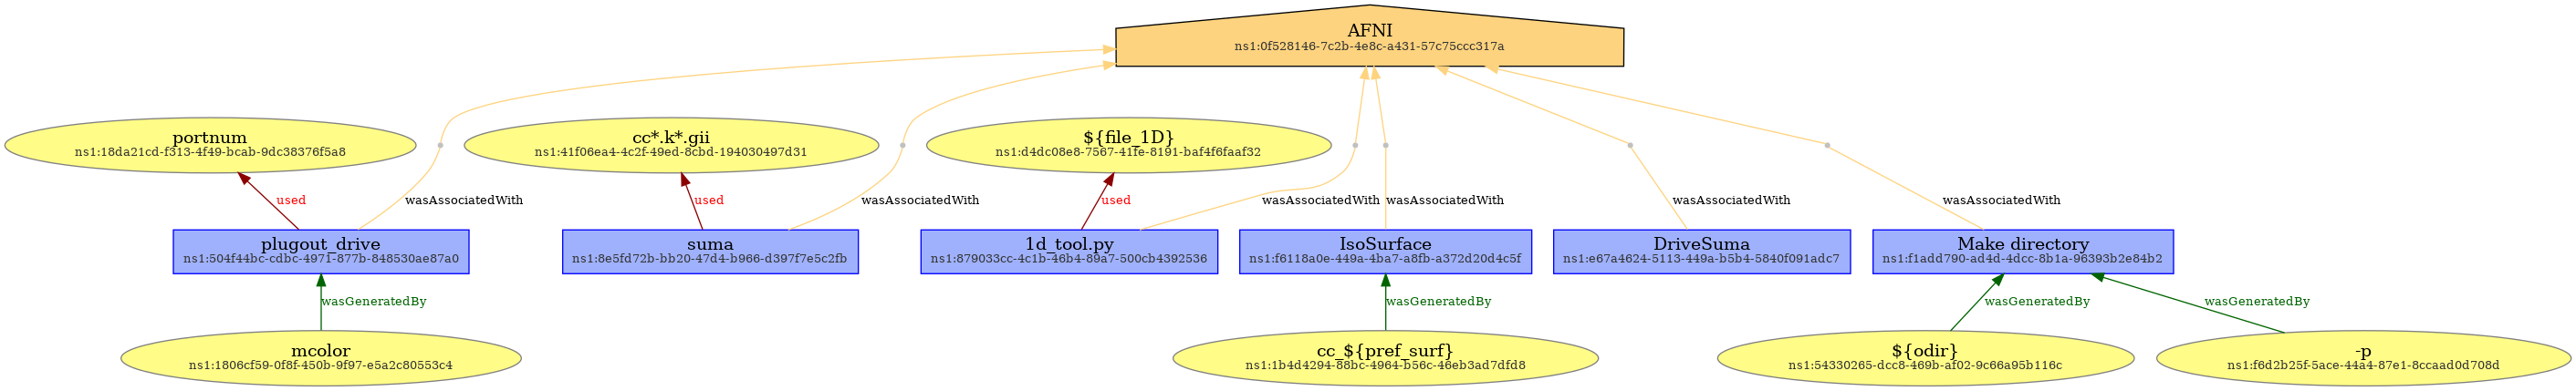 AFNI
ns1:0f528146-7c2b-4e8c-a431-57c75ccc317a
portnum
ns1:18da21cd-f313-4f49-bcab-9dc38376f5a8
cc*.k*.gii
ns1:41f06ea4-4c2f-49ed-8cbd-194030497d31
${file_1D}
ns1:d4dc08e8-7567-41fe-8191-baf4f6faaf32
used
wasAssociatedWith
used
wasAssociatedWith
used
wasAssociatedWith
wasAssociatedWith
wasAssociatedWith
wasAssociatedWith
plugout_drive
ns1:504f44bc-cdbc-4971-877b-848530ae87a0
suma
ns1:8e5fd72b-bb20-47d4-b966-d397f7e5c2fb
1d_tool.py
ns1:879033cc-4c1b-46b4-89a7-500cb4392536
IsoSurface
ns1:f6118a0e-449a-4ba7-a8fb-a372d20d4c5f
DriveSuma
ns1:e67a4624-5113-449a-b5b4-5840f091adc7
Make directory
ns1:f1add790-ad4d-4dcc-8b1a-96393b2e84b2
wasGeneratedBy
wasGeneratedBy
wasGeneratedBy
wasGeneratedBy
mcolor
ns1:1806cf59-0f8f-450b-9f97-e5a2c80553c4
cc_${pref_surf}
ns1:1b4d4294-88bc-4964-b56c-46eb3ad7dfd8
${odir}
ns1:54330265-dcc8-469b-af02-9c66a95b116c
-p
ns1:f6d2b25f-5ace-44a4-87e1-8ccaad0d708d